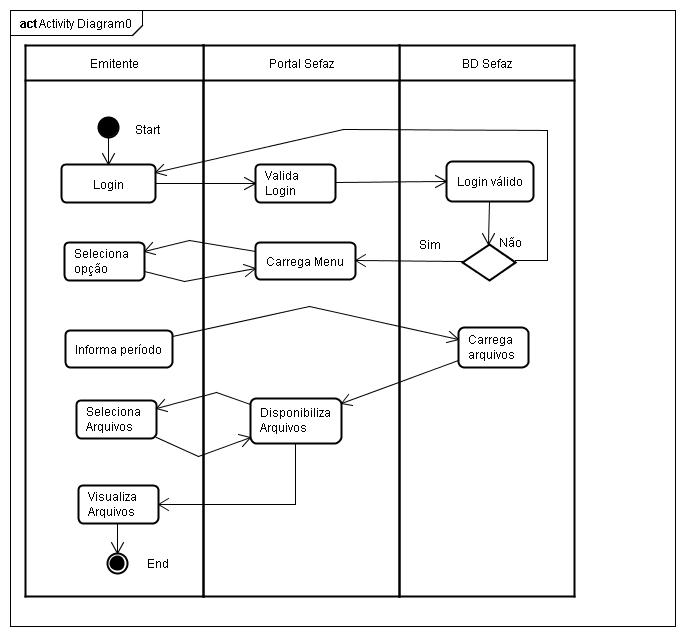 act Activity Diagram0
Emitente
Portal Sefaz
BD Sefaz
Start
Login
Valida
Login
Login válido
Sim
Não
Seleciona
opção
Carrega Menu
Informa período
Carrega
arquivos
Seleciona
Arquivos
Disponibiliza
Arquivos
Visualiza
Arquivos
End